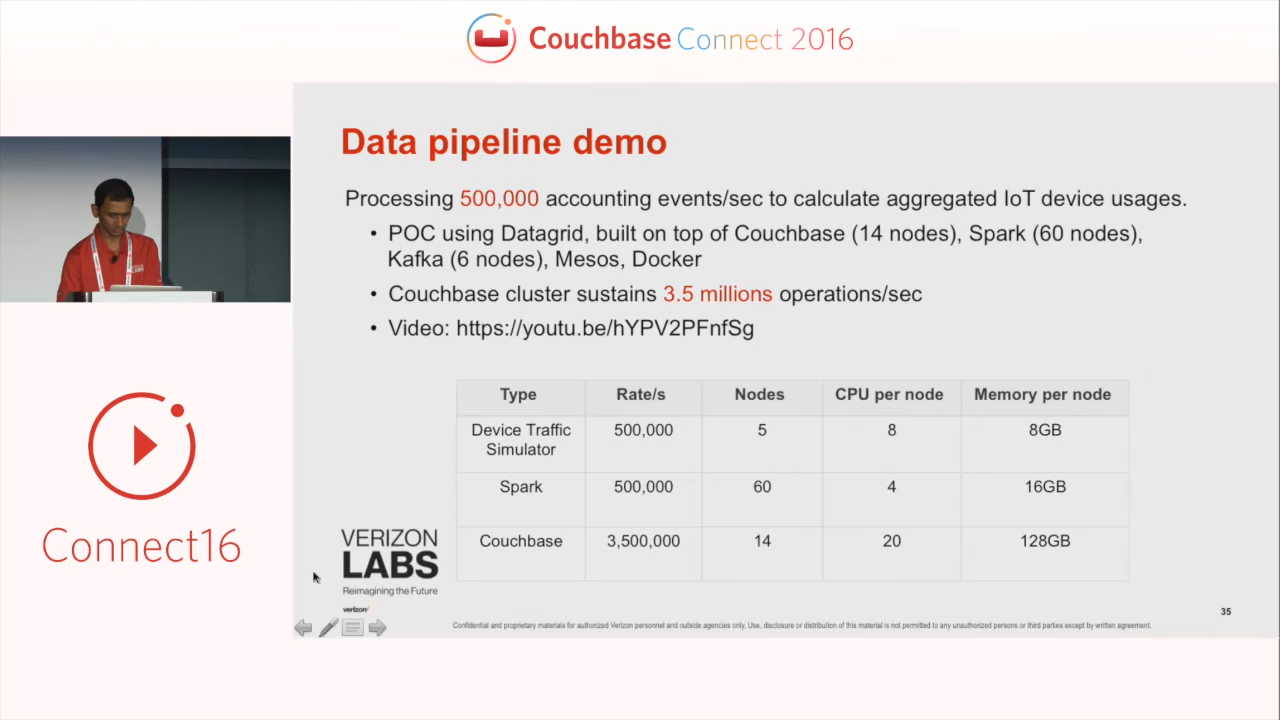 Couchbase Connect 2016
Data pipeline demo
Processing 500,000 accounting events/sec to calculate aggregated IoT device usages.
• POC using Datagrid, built on top of Couchbase (14 nodes), Spark (60 nodes),
Kafka (6 nodes), Mesos, Docker
• Couchbase cluster sustains 3.5 millions operations/sec
• Video: https://youtu.be/hYPV2PFnfSg
Type Rate/s Nodes CPU per node Memory per node
Device Traffic Simulator 500,000 5 8 8GB
Spark 500,000 60 4 16GB
Couchbase 3,500,000 14 20 128GB
Connect16
VERIZON
LABS
Reimagining the Future
verizon
35
Confidential and proprietary materials for authorized Verizon personnel and outside agencies only. Use, disclosure or distribution of this material is not permitted to any unauthorized persons or third parties except by written agreement.